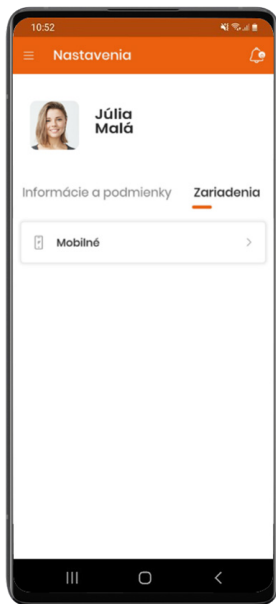 10:52
Nastavenia
Júlia
Malá
Informácie a podmienky Zariadenia
Mobilné